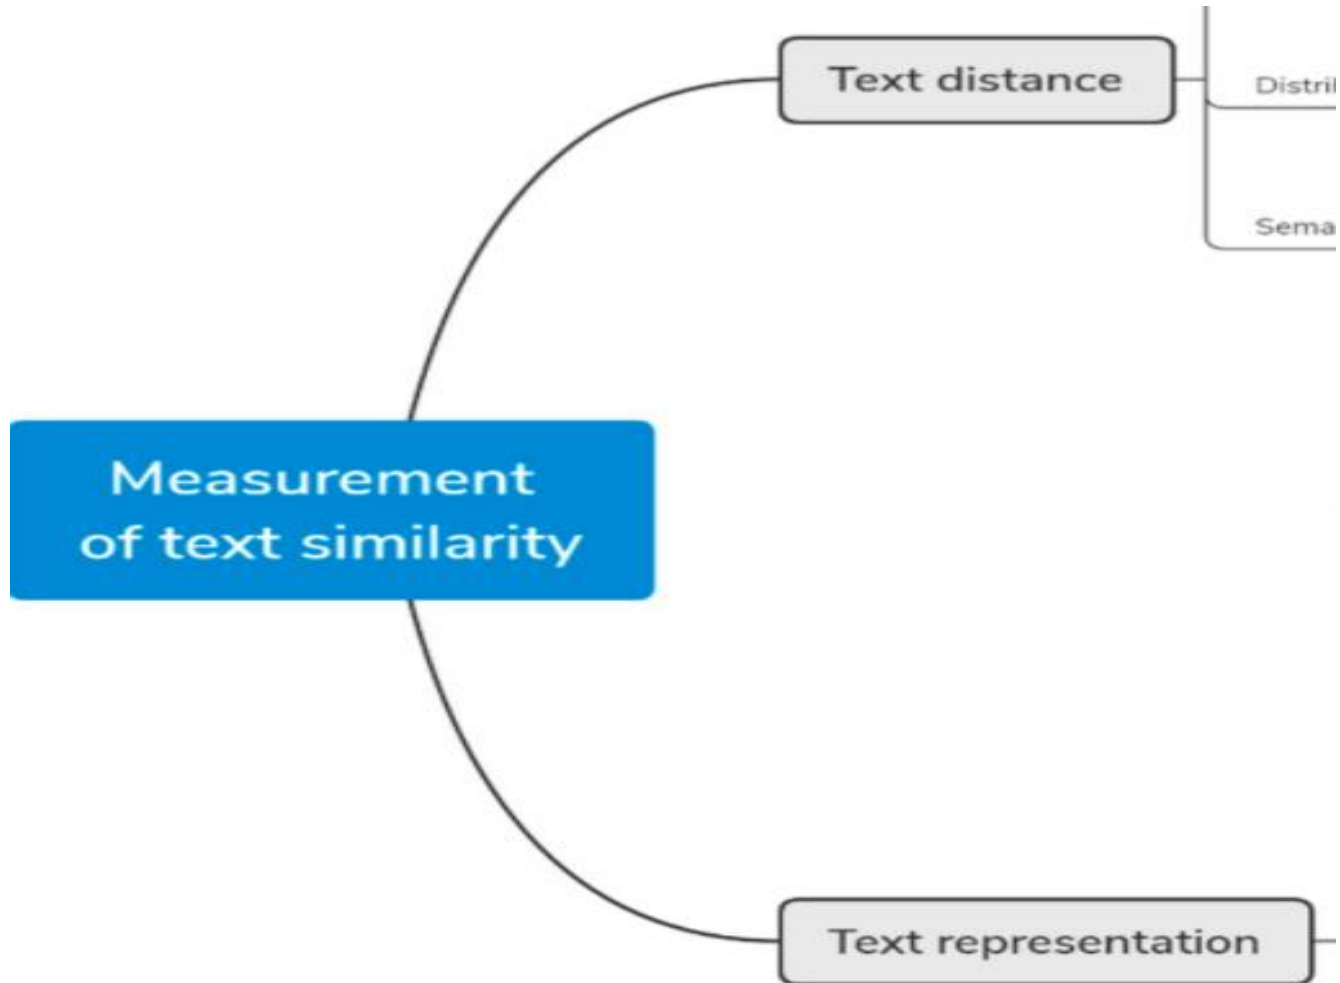 Text distance
Measurement
of text similarity
Text representation